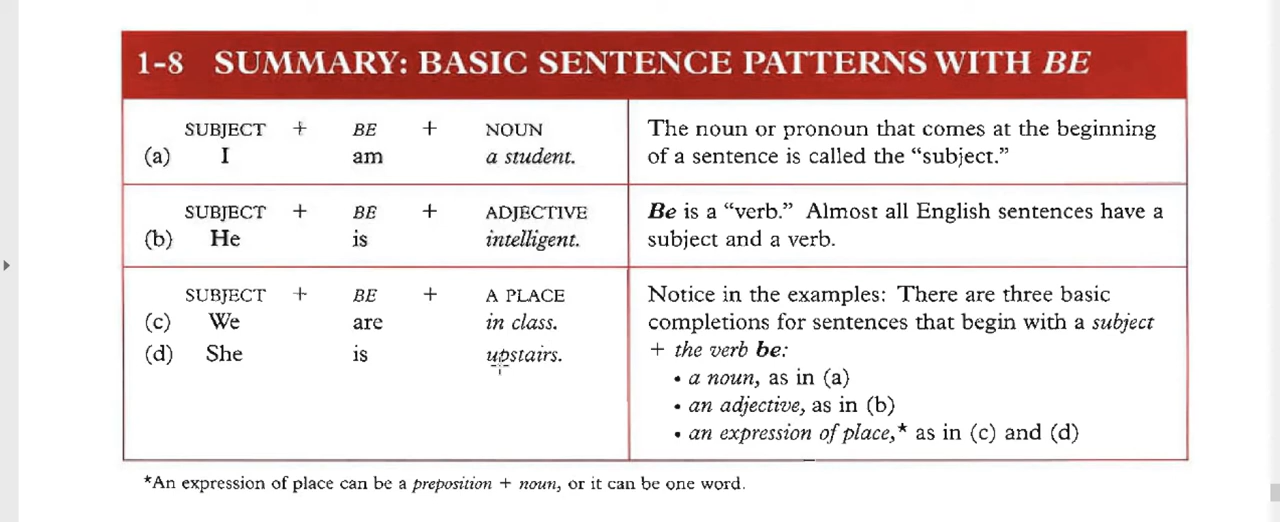 1-8 SUMMARY: BASIC SENTENCE PATTERNS WITH BE
SUBJECT + BE + NOUN
(a) I am a student.
The noun or pronoun that comes at the beginning
of a sentence is called the “subject.”
SUBJECT + BE + ADJECTIVE
(b) He is intelligent.
Be is a “verb.” Almost all English sentences have a
subject and a verb.
SUBJECT + BE + A PLACE
(c) We are in class.
(d) She is upstairs.
Notice in the examples: There are three basic
completions for sentences that begin with a subject
+ the verb be:
• a noun, as in (a)
• an adjective, as in (b)
• an expression of place,* as in (c) and (d)
*An expression of place can be a preposition + noun, or it can be one word.